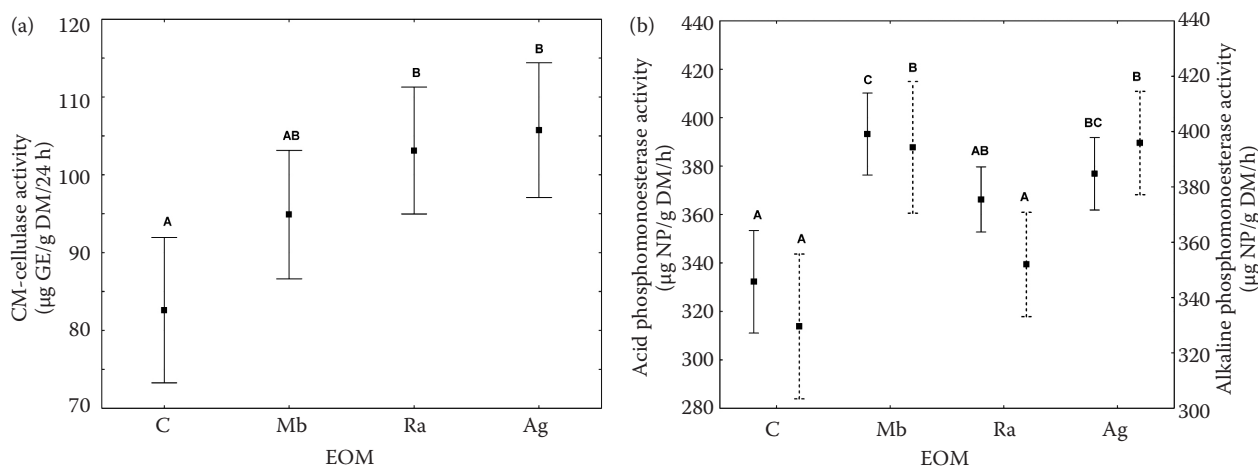 (a)
CM-cellulase activity
(µg GE/g DM/24 h)
120
110
100
90
80
70
A
AB
B
B
C
Mb
Ra
Ag
EOM
(b)
Acid phosphomonoesterase activity
(µg NP/g DM/h)
440
420
400
380
360
340
320
300
280
A
A
C
B
AB
A
BC
B
C
Mb
Ra
Ag
EOM
440
420
400
380
360
340
320
300
Alkaline phosphomonoesterase activity
(µg NP/g DM/h)